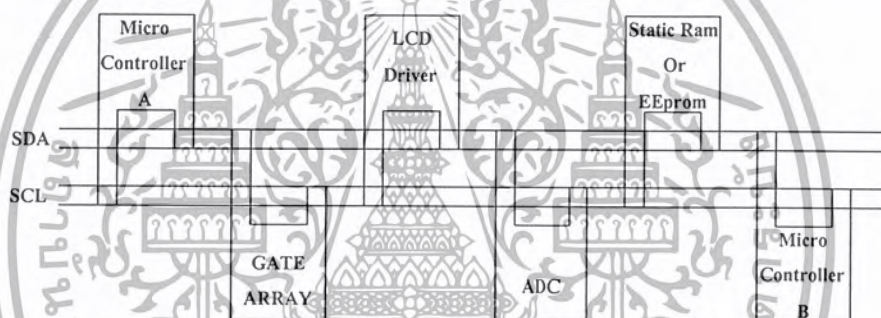 Micro
Controller
A
LCD
Driver
Static Ram
Or
EEprom
SDA
SCL
GATE
ARRAY
ADC
Micro
Controller
B